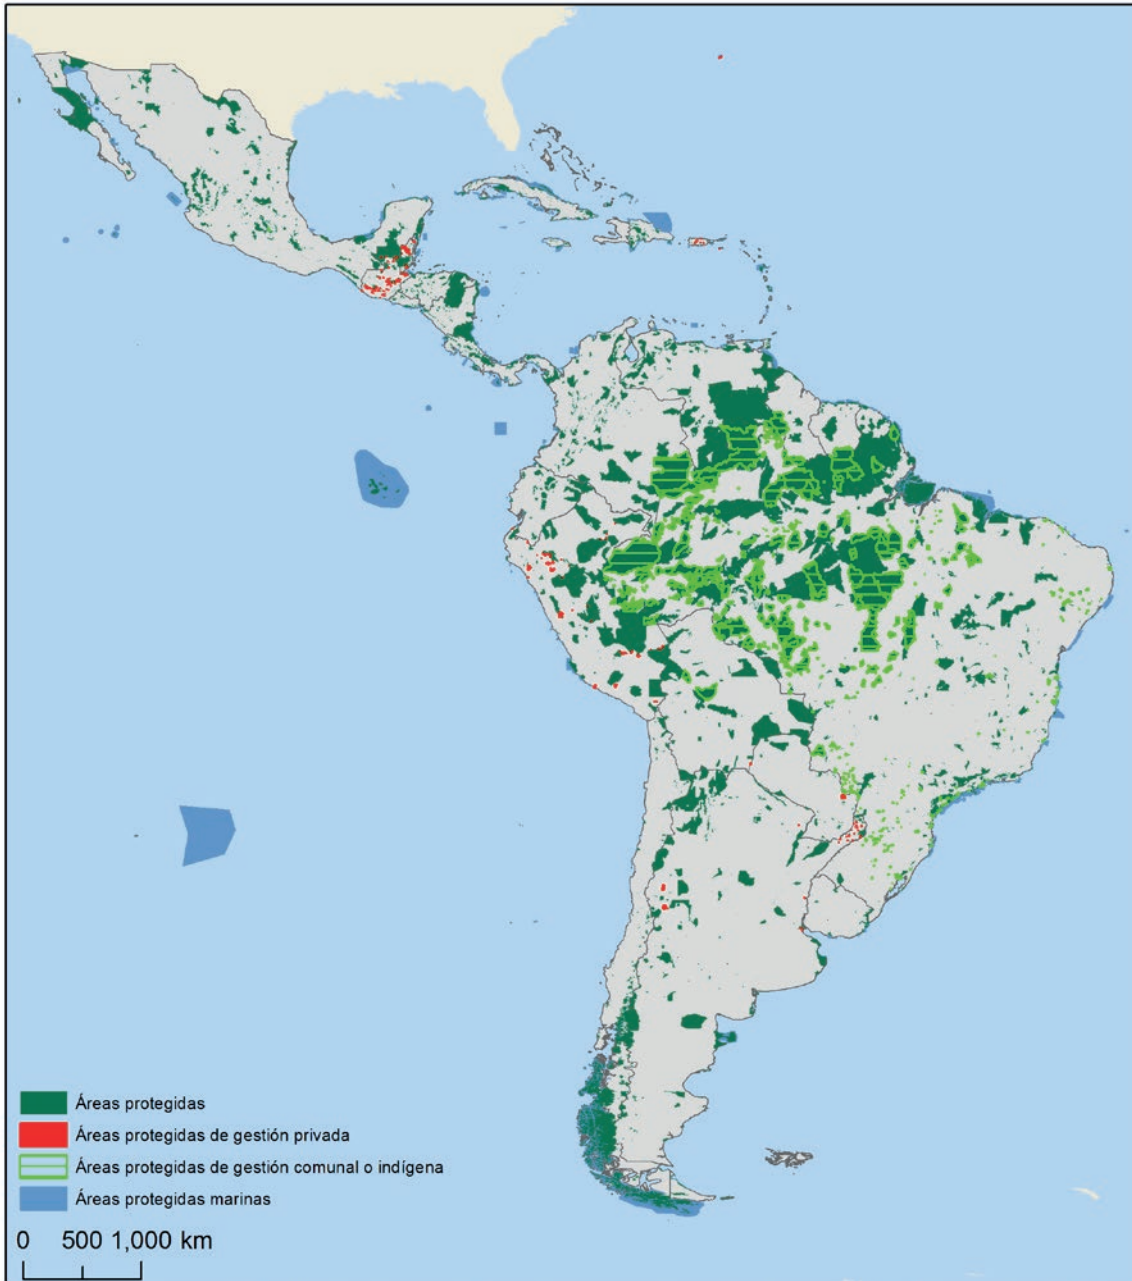 Áreas protegidas
Áreas protegidas de gestión privada
Áreas protegidas de gestión comunal o indígena
Áreas protegidas marinas
0 500 1,000 km